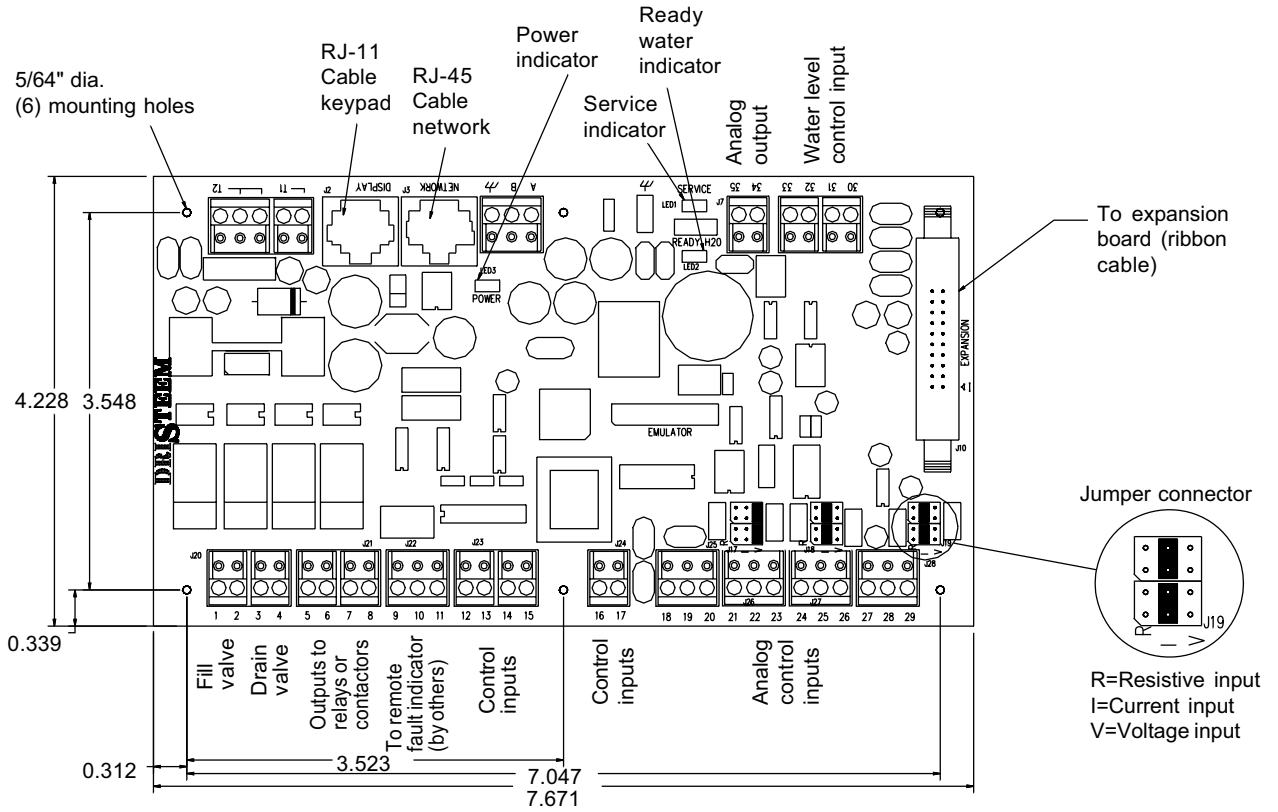 5/64" dia.
(6) mounting holes
RJ-11
Cable
keypad
RJ-45
Cable
network
Power
indicator
Ready
water
indicator
Service
indicator
Analog
output
Water level
control input
To expansion
board (ribbon
cable)
T2
T1
J2
DISPLAY
J3
NETWORK
B
A
SERVICE
LED1
J7
35
34
33
32
31
30
READY H20
LED2
LED3
POWER
EXPANSION
1
J10
EMULATOR
DRISTEEM
4.228
3.548
0.339
0.312
3.523
7.047
7.671
J20
J21
J22
J23
J24
J25
J17
R I V
J18
R I V
J19
R I V
J28
J26
J27
1 2 3 4 5 6 7 8 9 10 11 12 13 14 15 16 17 18 19 20 21 22 23 24 25 26 27 28 29
Fill
valve
Drain
valve
Outputs to
relays or
contactors
To remote
fault indicator
(by others)
Control
inputs
Control
inputs
Analog
control
inputs
Jumper connector
R I V
J19
R=Resistive input
I=Current input
V=Voltage input